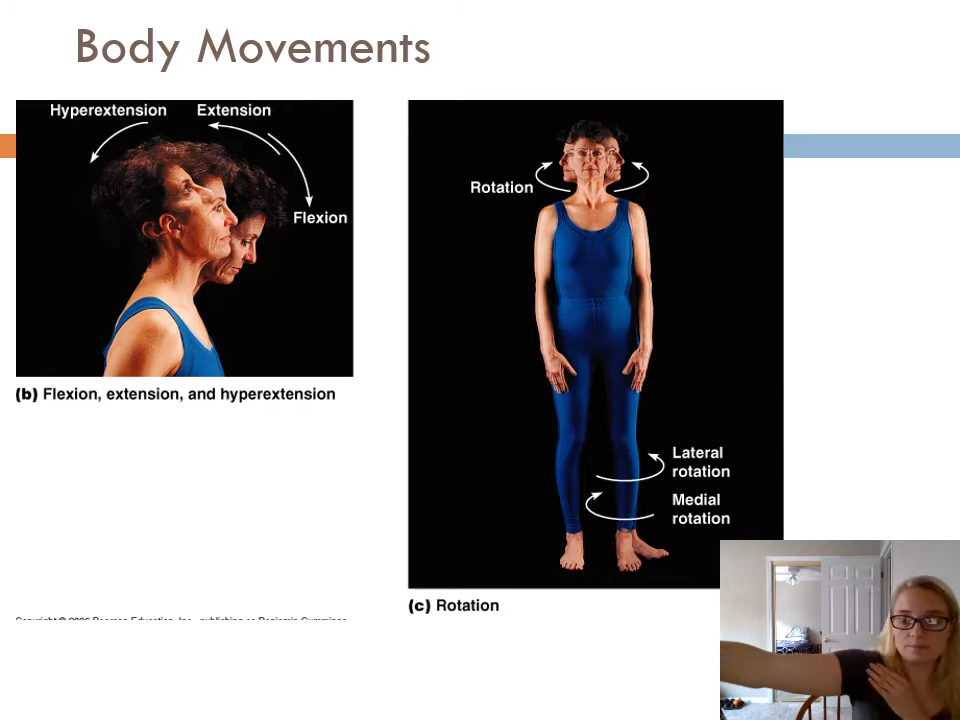 Body Movements
Hyperextension
Extension
Flexion
(b) Flexion, extension, and hyperextension
Rotation
Lateral
rotation
Medial
rotation
(c) Rotation